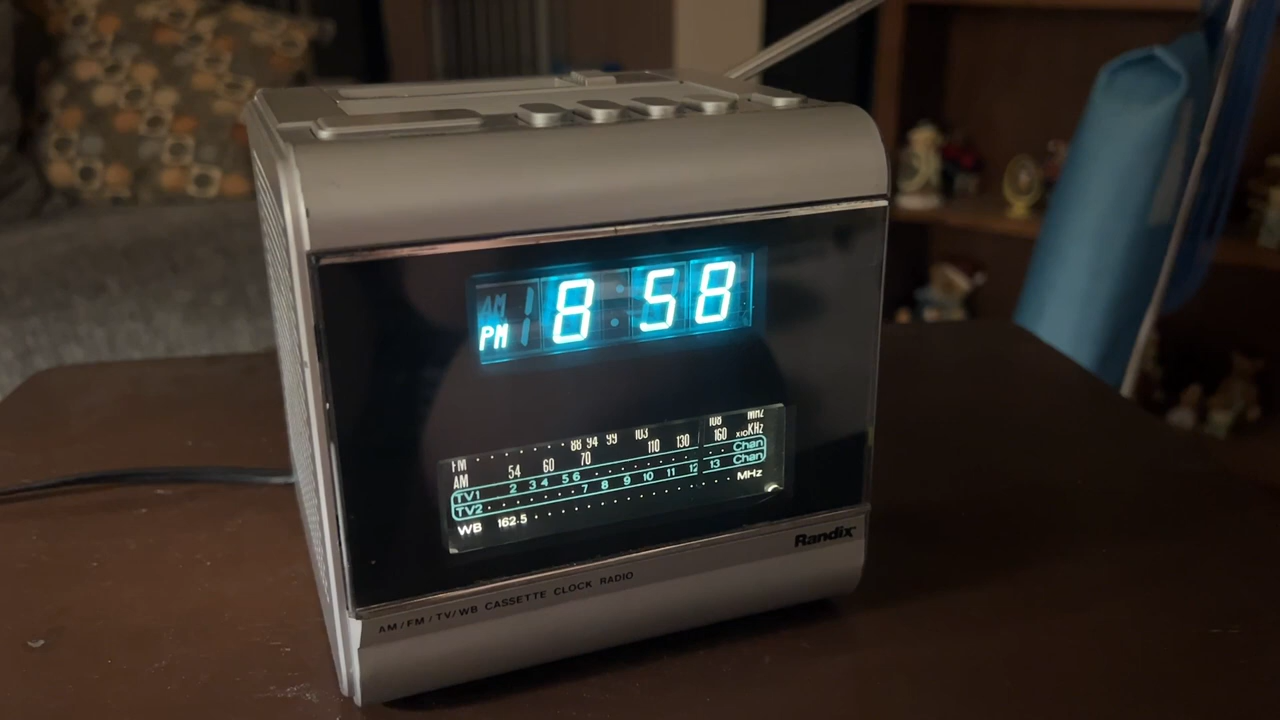 AM
PM 8:58
FM 88 94 99 103 108 MHz
AM 54 60 70 110 130 160 x10KHz
TV1 2 3 4 5 6 Chan
TV2 7 8 9 10 11 12 13 Chan
WB 162.5 MHz
Randix
AM/FM/TV/WB CASSETTE CLOCK RADIO